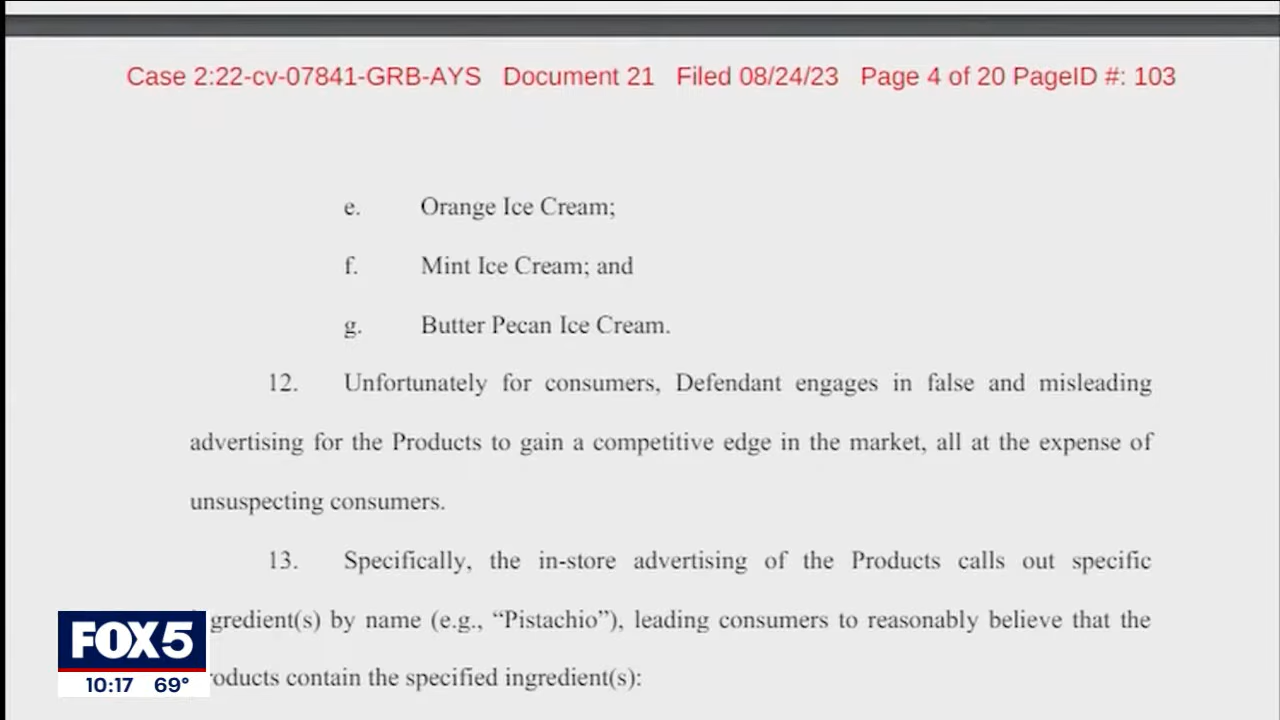 Case 2:22-cv-07841-GRB-AYS Document 21 Filed 08/24/23 Page 4 of 20 PageID #: 103
e. Orange Ice Cream;
f. Mint Ice Cream; and
g. Butter Pecan Ice Cream.
12. Unfortunately for consumers, Defendant engages in false and misleading
advertising for the Products to gain a competitive edge in the market, all at the expense of
unsuspecting consumers.
13. Specifically, the in-store advertising of the Products calls out specific
gredient(s) by name (e.g., “Pistachio”), leading consumers to reasonably believe that the
roducts contain the specified ingredient(s):
FOX5
10:17 69°